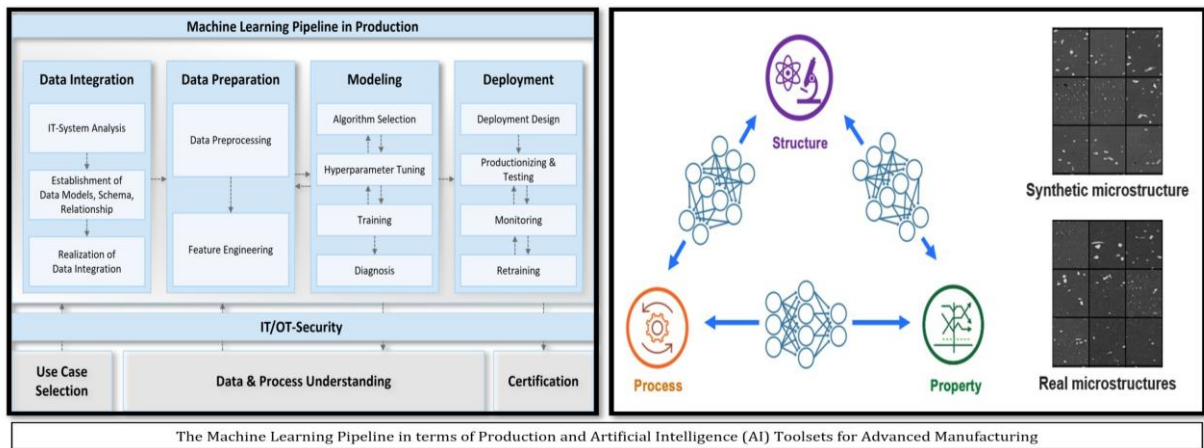 Machine Learning Pipeline in Production
Data Integration
IT-System Analysis
Establishment of
Data Models, Schema,
Relationship
Realization of
Data Integration
Data Preparation
Data Preprocessing
Feature Engineering
Modeling
Algorithm Selection
Hyperparameter Tuning
Training
Diagnosis
Deployment
Deployment Design
Productionizing &
Testing
Monitoring
Retraining
IT/OT-Security
Use Case
Selection
Data & Process Understanding
Certification
Structure
Process
Property
Synthetic microstructure
Real microstructures
The Machine Learning Pipeline in terms of Production and Artificial Intelligence (AI) Toolsets for Advanced Manufacturing